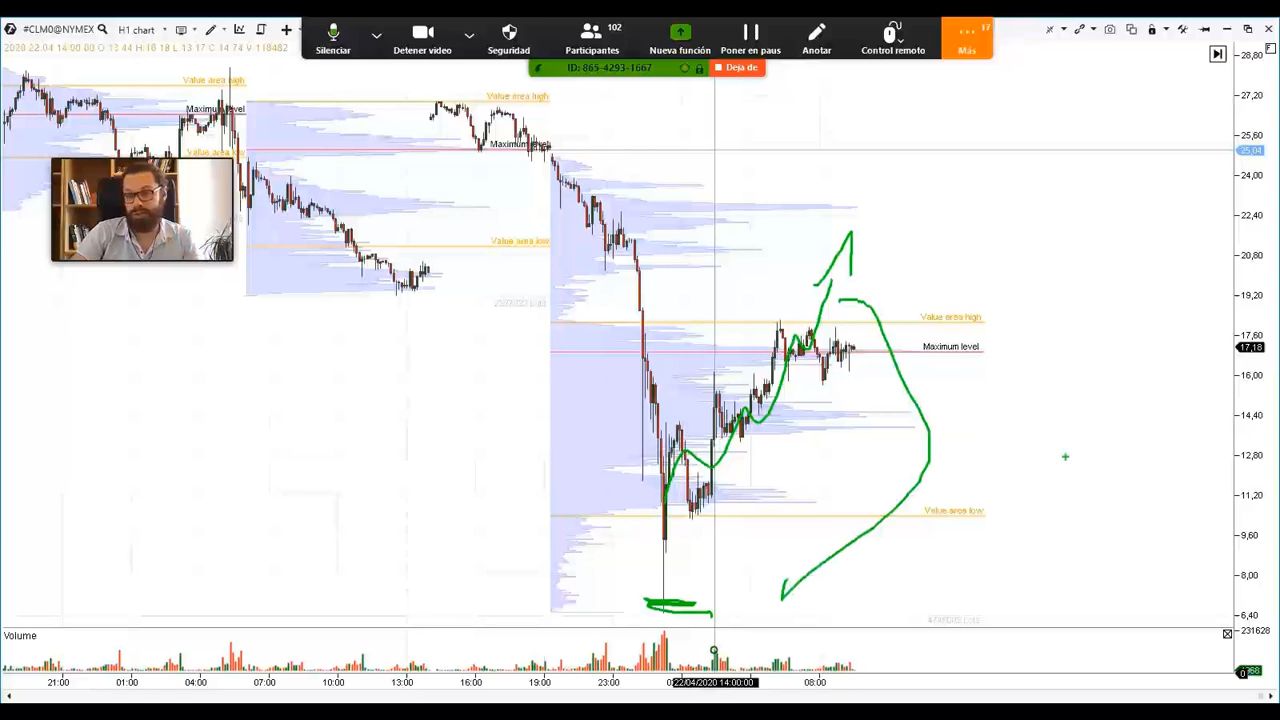 #CLM0@NYMEX
H1 chart
2020 22.04 14:00:00 O 13.44 H 16.18 L 13.17 C 14.74 V 118482
Silenciar
Detener video
Seguridad
102
Participantes
Nueva función
Poner en paus
Anotar
Control remoto
17
Más
ID: 865-4293-1667
Deja de
Value area high
Value area high
Maximum level
Maximum level
Value area low
Value area low
Value area high
Maximum level
Value area low
28,80
27,20
25,60
25,04
24,00
22,40
20,80
19,20
17,60
17,18
16,00
14,40
12,80
11,20
9,60
8,00
6,40
Volume
231628
0
21:00
01:00
04:00
07:00
10:00
13:00
16:00
19:00
23:00
22/04/2020 14:00:00
08:00